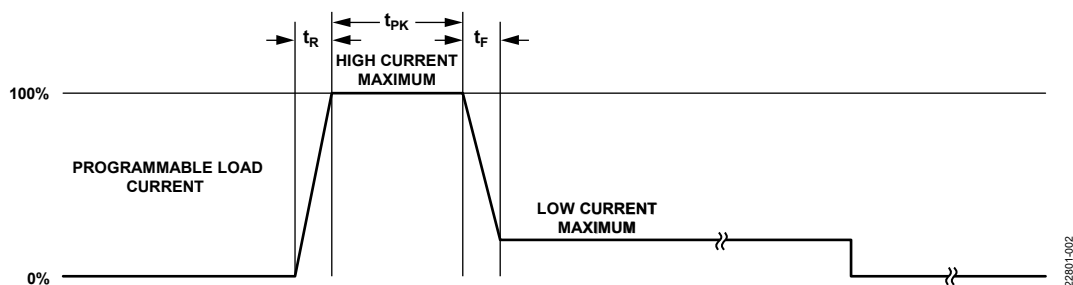 tPK
tR
tF
HIGH CURRENT
MAXIMUM
100%
PROGRAMMABLE LOAD
CURRENT
LOW CURRENT
MAXIMUM
0%
22801-002